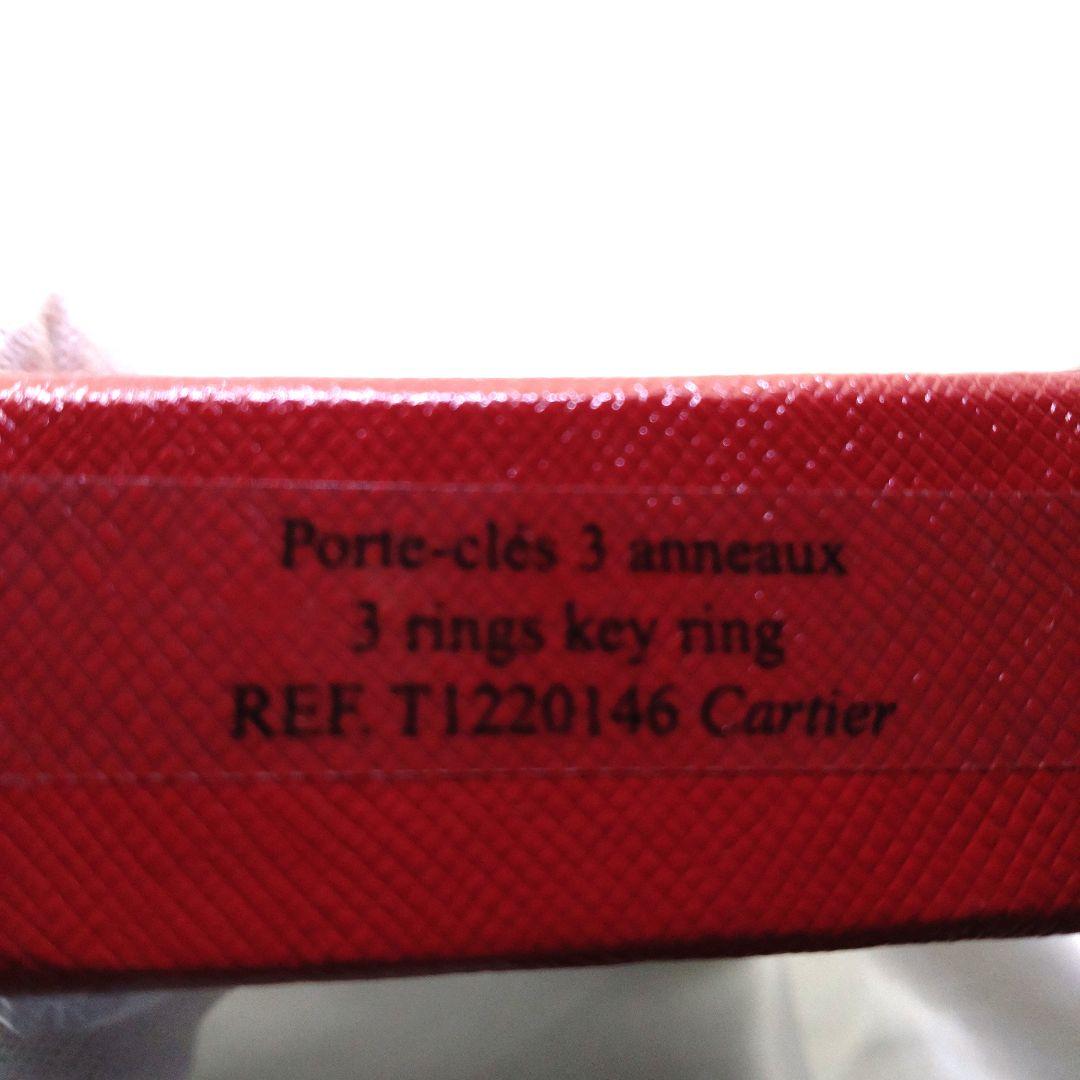 Porte-clés 3 anneaux
3 rings key ring
REF. T1220146 Cartier